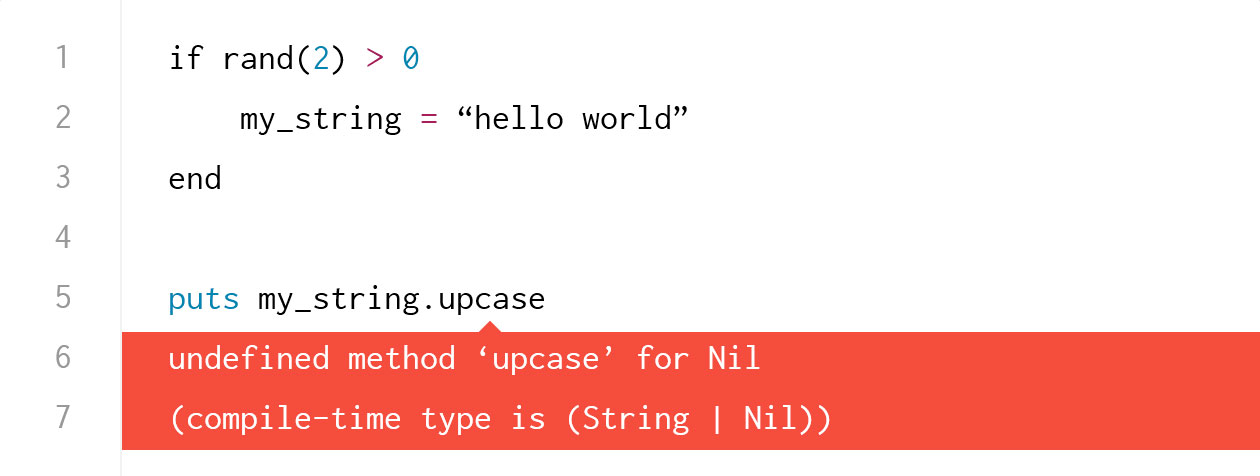 1 if rand(2) > 0
2 my_string = “hello world”
3 end
4
5 puts my_string.upcase
6 undefined method ‘upcase’ for Nil
7 (compile-time type is (String | Nil))